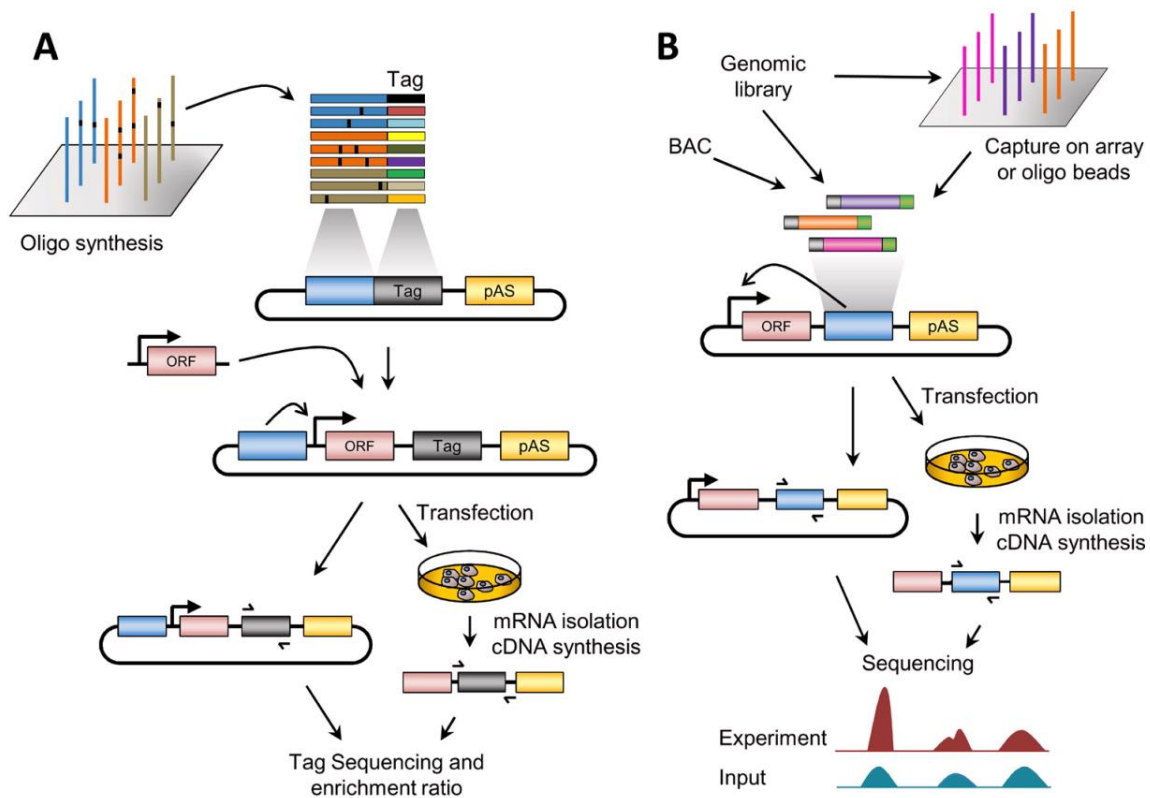 A
Tag
Oligo synthesis
Tag
pAS
ORF
ORF
Tag
pAS
Transfection
mRNA isolation
cDNA synthesis
Tag Sequencing and
enrichment ratio
B
Genomic
library
BAC
Capture on array
or oligo beads
ORF
pAS
Transfection
mRNA isolation
cDNA synthesis
Sequencing
Experiment
Input